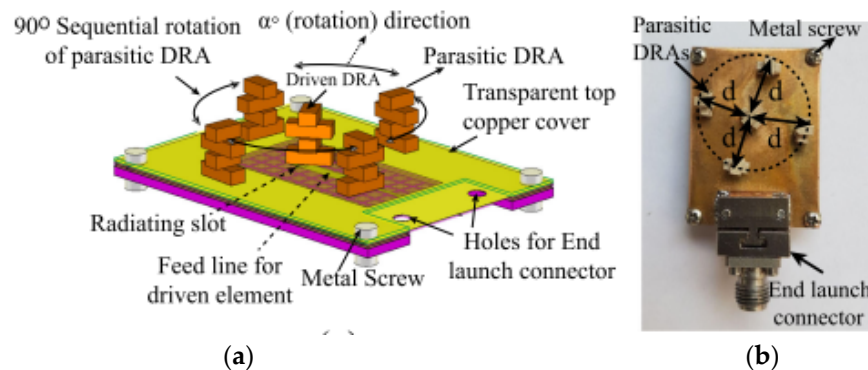 90° Sequential rotation
of parasitic DRA
α° (rotation) direction
Driven DRA
Parasitic DRA
Transparent top
copper cover
Radiating slot
Feed line for
driven element
Metal Screw
Holes for End
launch connector
(a)
Parasitic
DRAs
Metal screw
d
d
d
d
End launch
connector
(b)